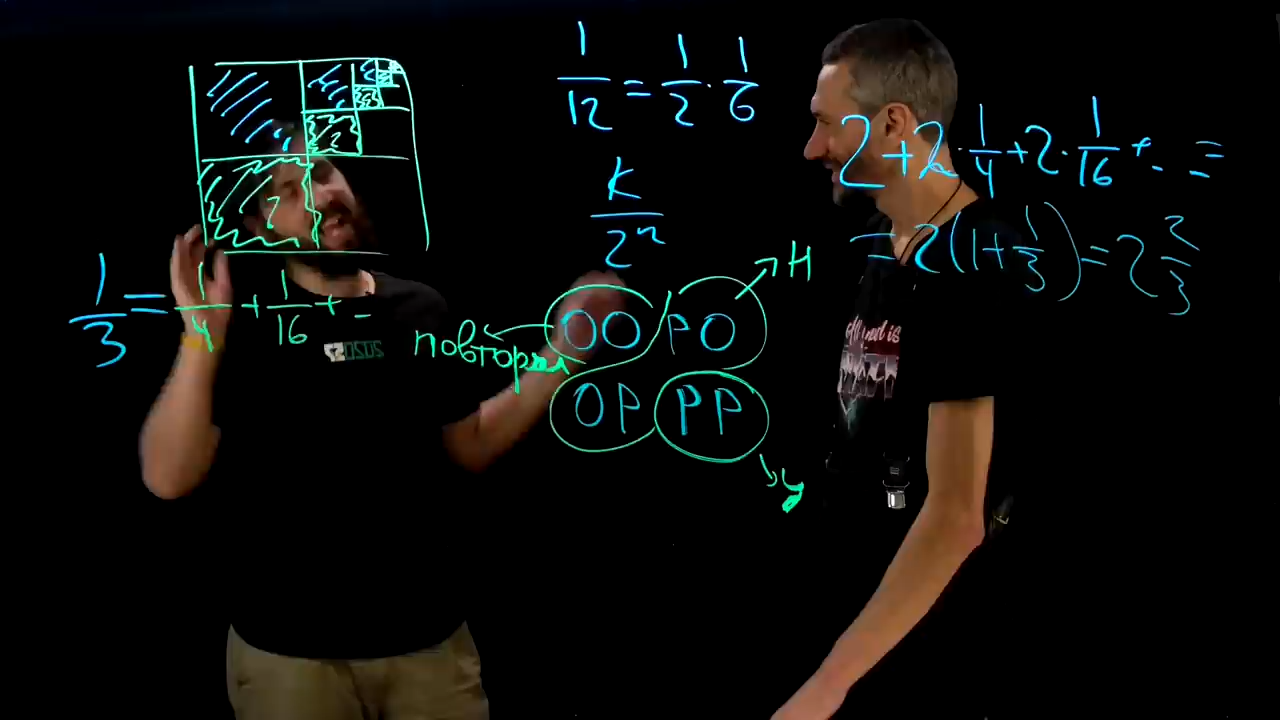 1/12 = 1/2 · 1/6
2 + 2 · 1/4 + 2 · 1/16 + .. =
= 2(1 + 1/3) = 2 2/3
K/2ⁿ
1/3 = 1/4 + 1/16 + ..
повторяем
OO PO
OP PP
Н